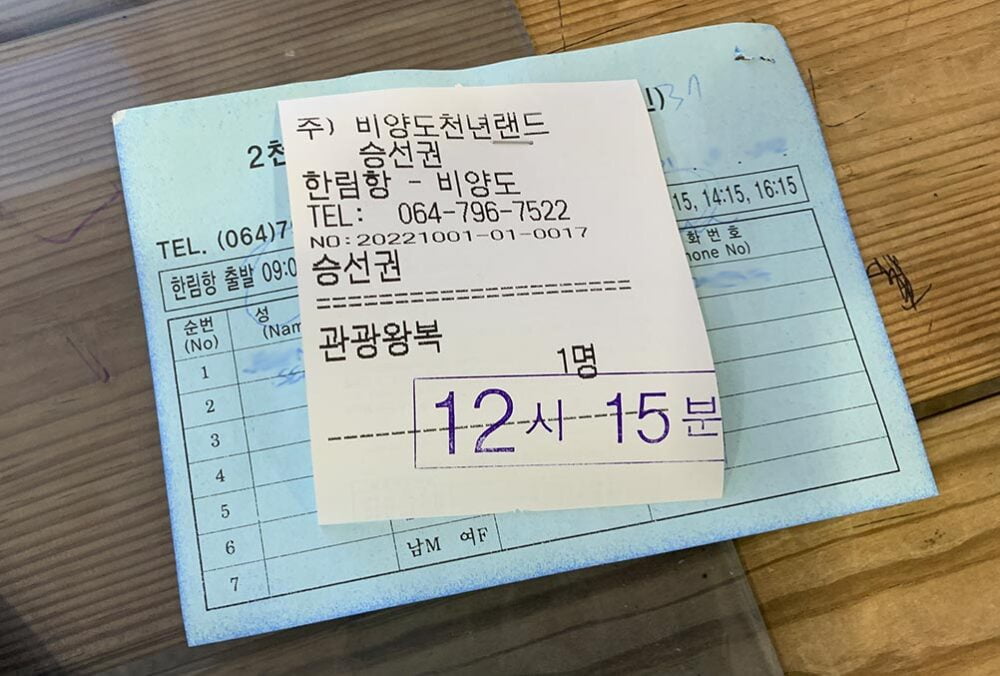 주) 비양도천년랜드
승선권
한림항 - 비양도
TEL: 064-796-7522
NO:20221001-01-0017
승선권
====================
관광왕복
1명
12시 15분
2천
TEL. (064)7
한림항 출발 09:0
15, 14:15, 16:15
순번
(No)
성
(Nam
화 번 호
hone No)
1
2
3
4
5
6
남M 여F
7